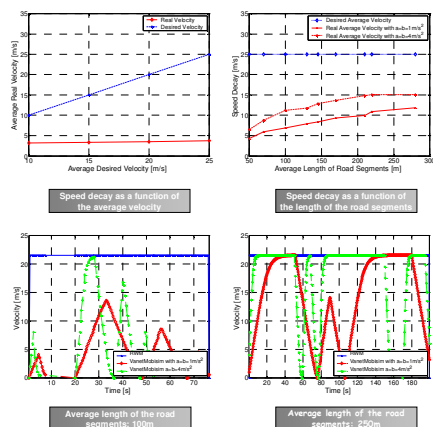 35
30
25
20
15
10
5
0
10
15
20
25
Average Real Velocity [m/s]
Average Desired Velocity [m/s]
Real Velocity
Desired Velocity
Speed decay as a function of
the average velocity
35
30
25
20
15
10
5
0
50
100
150
200
250
300
Speed Decay [m/s]
Average Length of Road Segments [m]
Desired Average Velocity
Real Average Velocity with a=b=1m/s²
Real Average Velocity with a=b=4m/s²
Speed decay as a function of
the length of the road segments
25
20
15
10
5
0
10
20
30
40
50
60
70
Velocity [m/s]
Time [s]
RWM
VanetMobisim with a=b=1m/s²
VanetMobisim a=b=4m/s²
Average length of the road
segments: 100m
25
20
15
10
5
0
20
40
60
80
100
120
140
160
180
Velocity [m/s]
Time [s]
VanetMobisim with a=b=1m/s²
VanetMobisim a=b=4m/s²
Average length of the road
segments: 250m